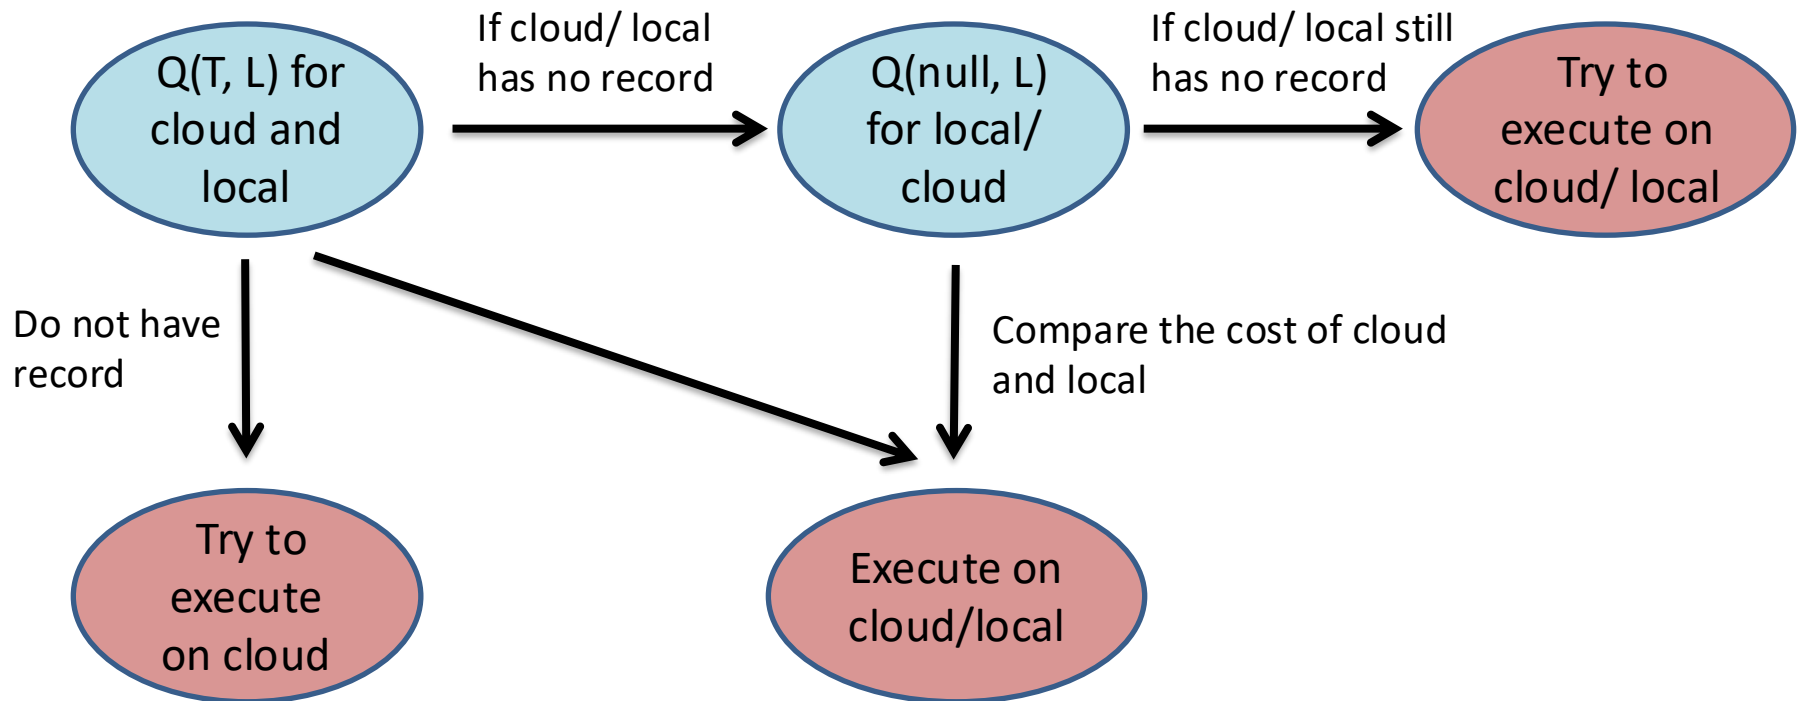 Q(T, L) for
cloud and
local
If cloud/ local
has no record
Q(null, L)
for local/
cloud
If cloud/ local still
has no record
Try to
execute on
cloud/ local
Do not have
record
Compare the cost of cloud
and local
Try to
execute
on cloud
Execute on
cloud/local